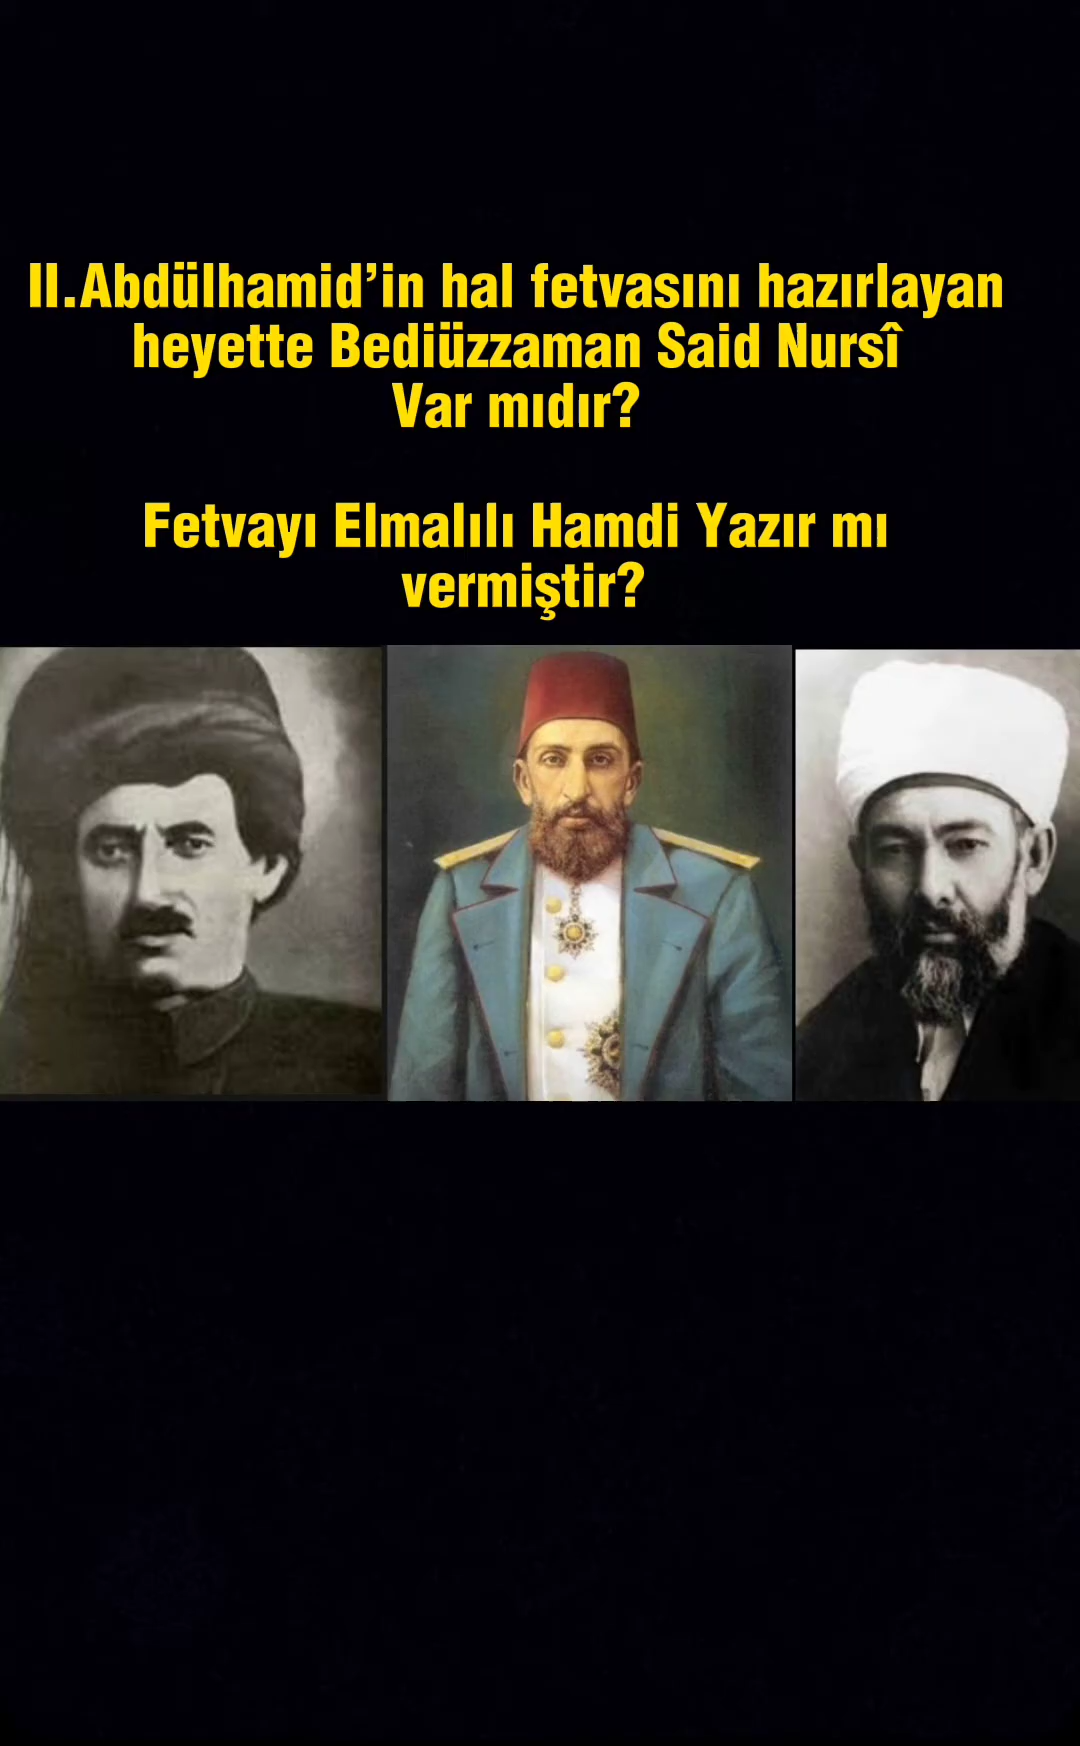 II.Abdülhamid’in hal fetvasını hazırlayan
heyette Bediüzzaman Said Nursî
Var mıdır?
Fetvayı Elmalılı Hamdi Yazır mı
vermiştir?